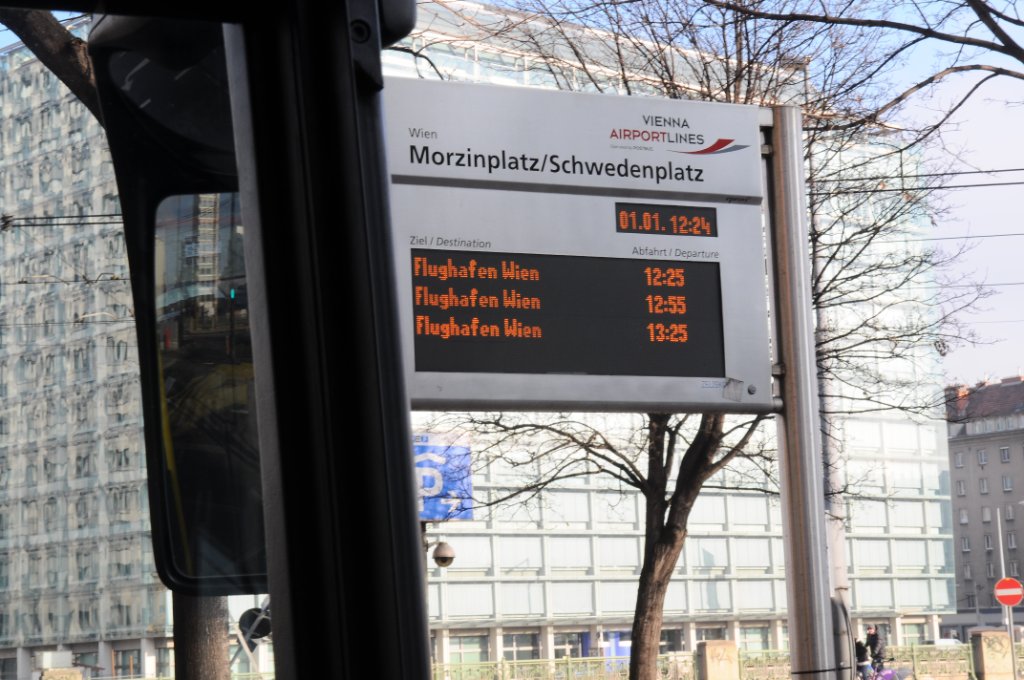 VIENNA
AIRPORTLINES
Wien
Morzinplatz/Schwedenplatz
01.01. 12:24
Ziel / Destination
Abfahrt / Departure
Flughafen Wien 12:25
Flughafen Wien 12:55
Flughafen Wien 13:25
P